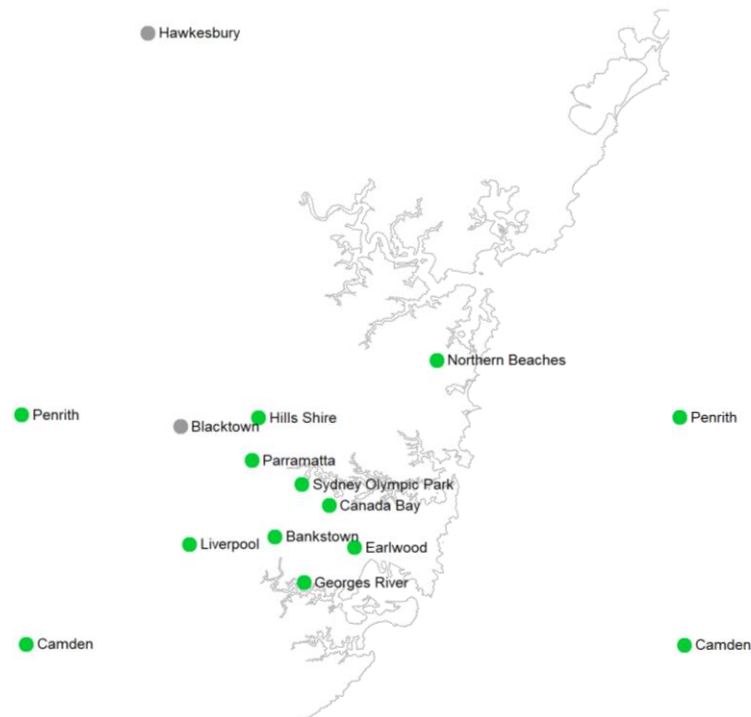 Hawkesbury
Northern Beaches
Penrith
Hills Shire
Penrith
Blacktown
Parramatta
Sydney Olympic Park
Canada Bay
Bankstown
Liverpool
Earlwood
Georges River
Camden
Camden